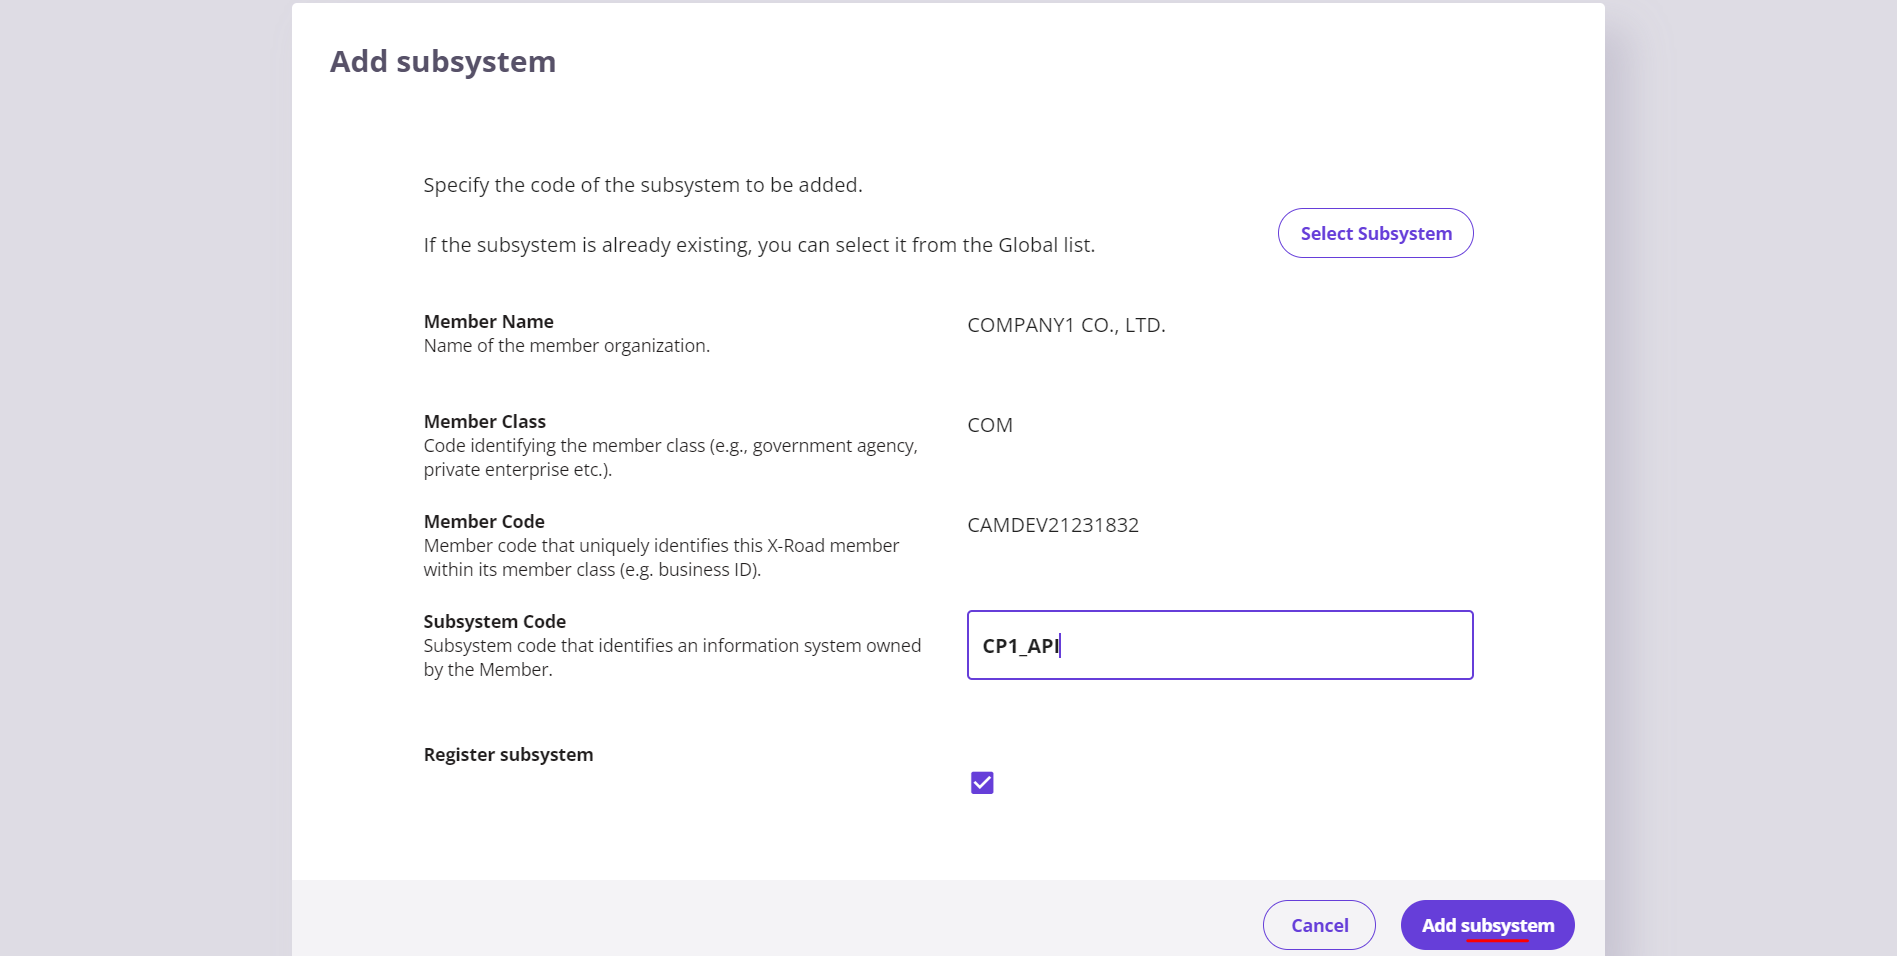 Add subsystem
Specify the code of the subsystem to be added.
If the subsystem is already existing, you can select it from the Global list.
Select Subsystem
Member Name
Name of the member organization.
COMPANY1 CO., LTD.
Member Class
Code identifying the member class (e.g., government agency,
private enterprise etc.).
COM
Member Code
Member code that uniquely identifies this X-Road member
within its member class (e.g. business ID).
CAMDEV21231832
Subsystem Code
Subsystem code that identifies an information system owned
by the Member.
CP1_API
Register subsystem
Cancel
Add subsystem